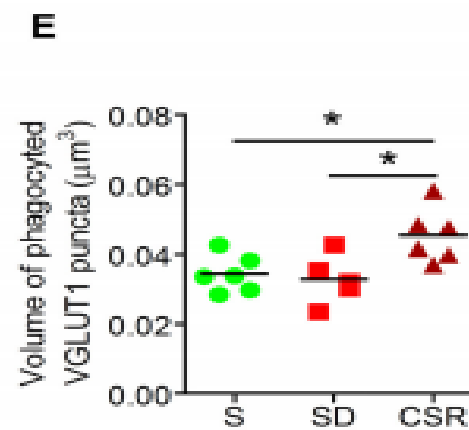 E
Volume of phagocyted
VGLUT1 puncta (μm³)
0.08
0.06
0.04
0.02
0.00
*
*
S SD CSR